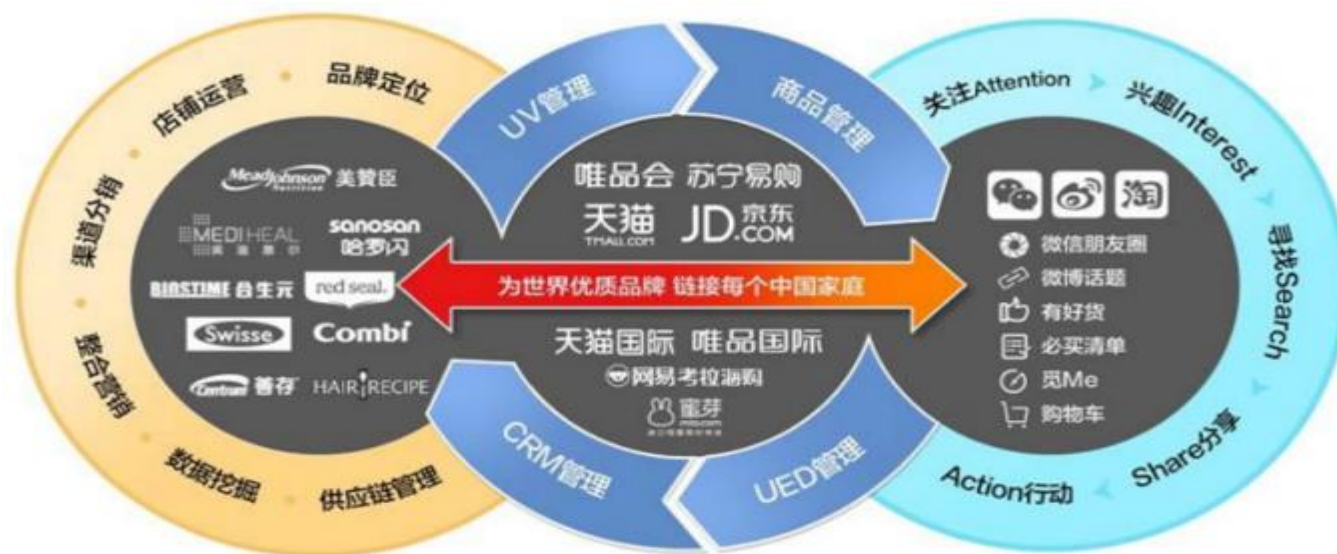 品牌定位
店铺运营
渠道分销
整合营销
数据挖掘
供应链管理
MeadJohnson 美贊臣
Nutrition
MEDIHEAL
sanosan
哈罗闪
BIOSTIME 合生元
red seal.
Swisse
Combi
Centrum 善存
HAIR RECIPE
UV管理
商品管理
唯品会 苏宁易购
天猫
TMALL.COM
JD.京东
.COM
为世界优质品牌 链接每个中国家庭
天猫国际 唯品国际
网易考拉海购
蜜芽
CRM管理
UED管理
关注Attention
兴趣Interest
寻找Search
Share分享
Action行动
淘
微信朋友圈
微博话题
有好货
必买清单
觅Me
购物车